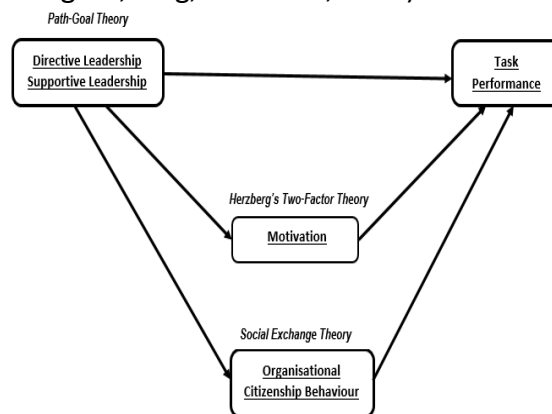 Path-Goal Theory
Directive Leadership
Supportive Leadership
Task
Performance
Herzberg's Two-Factor Theory
Motivation
Social Exchange Theory
Organisational
Citizenship Behaviour